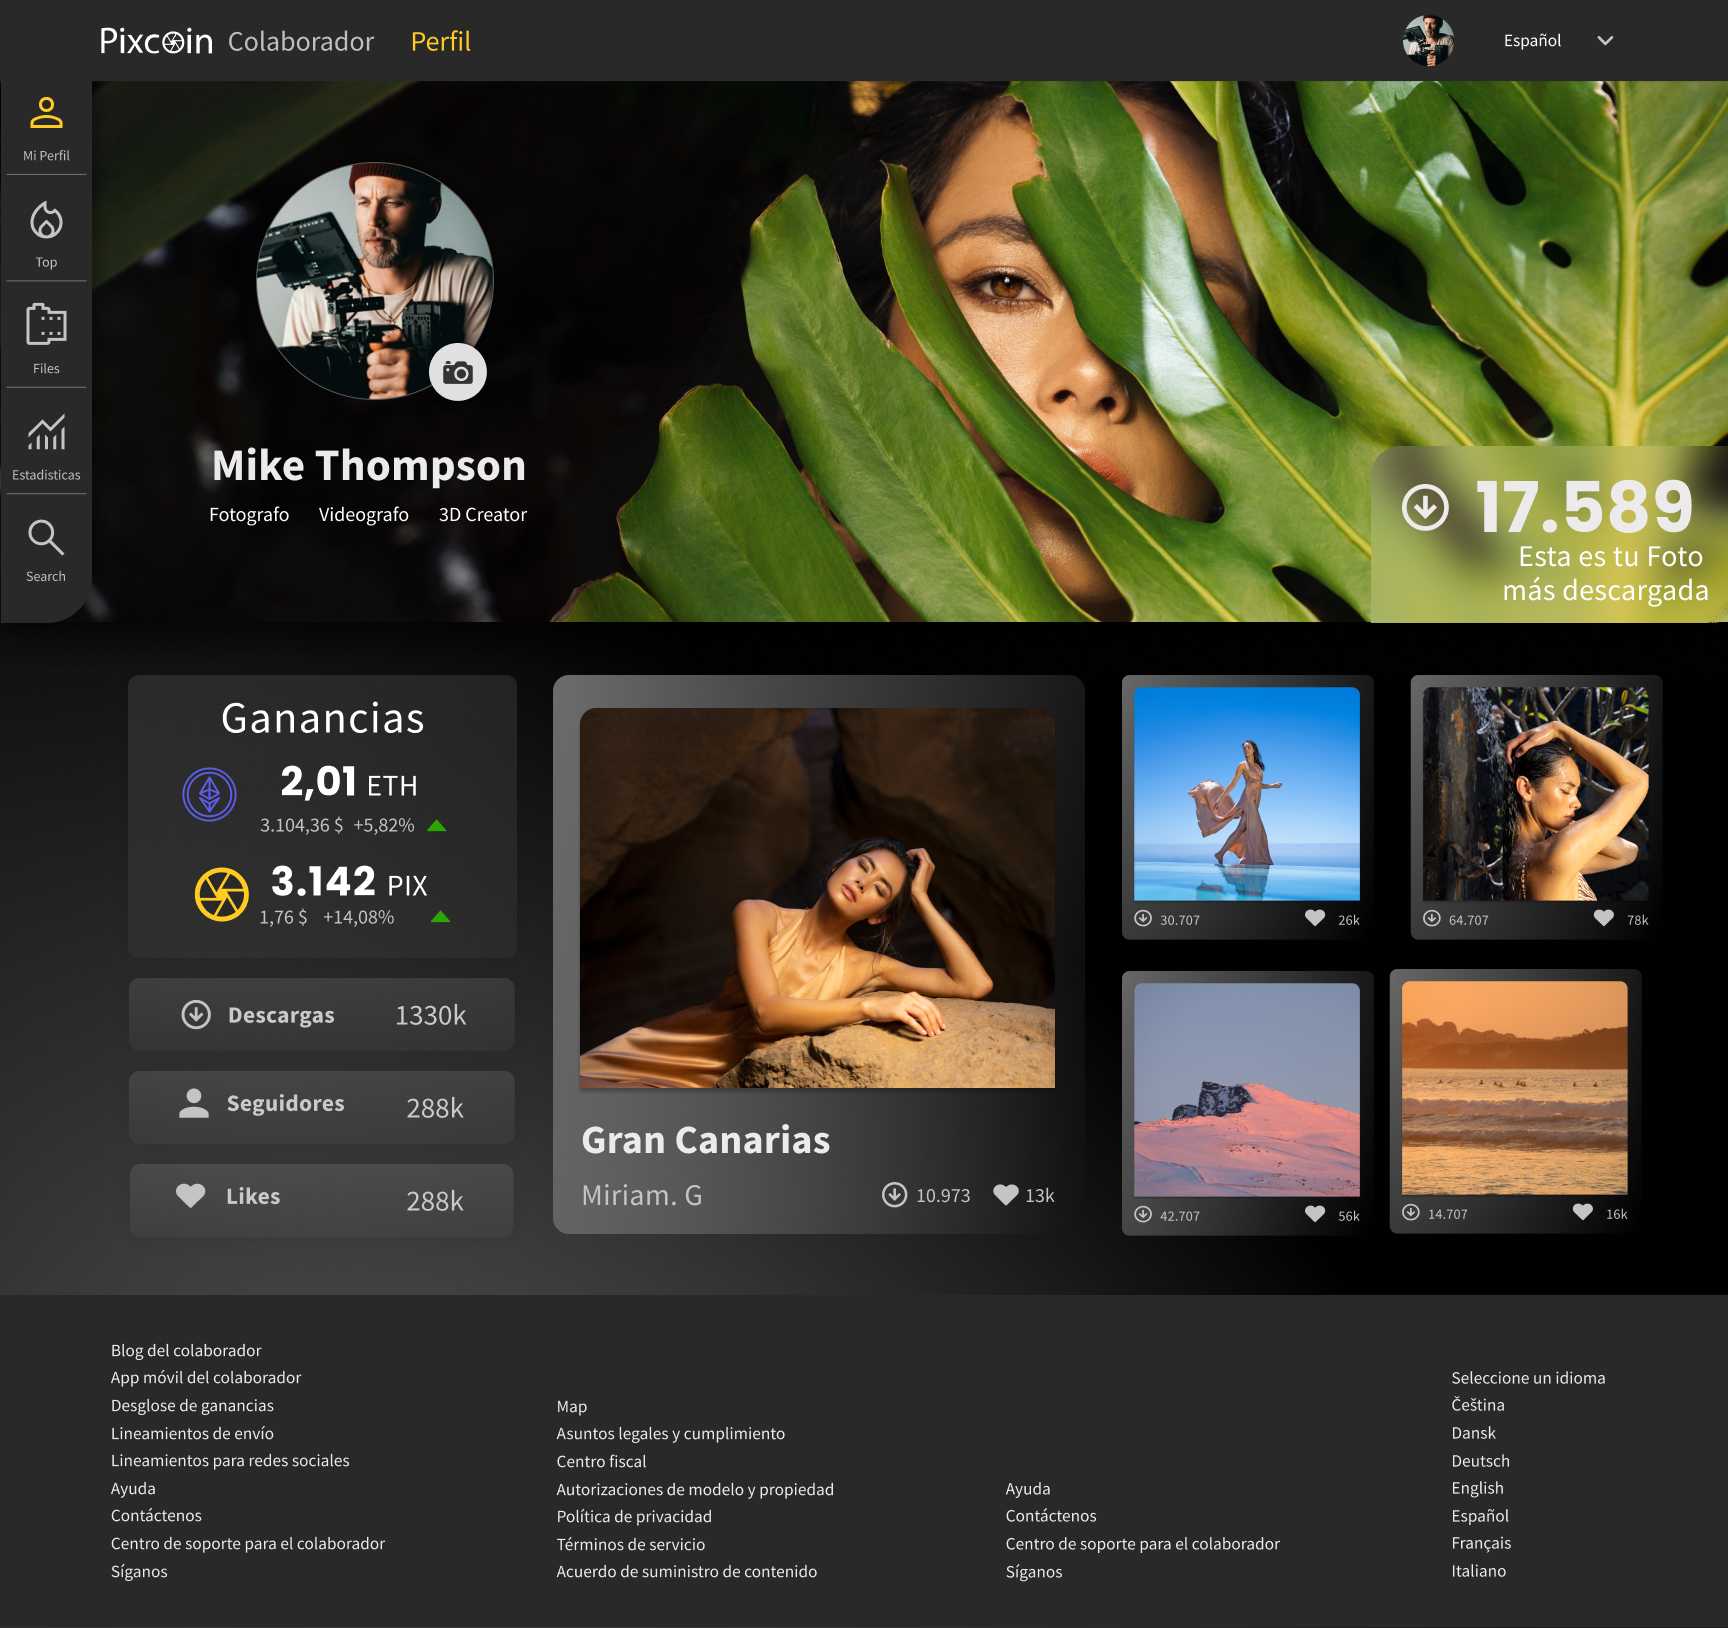 Pixcoin Colaborador Perfil
Español
Mi Perfil
Top
Files
Estadisticas
Search
Mike Thompson
Fotografo Videografo 3D Creator
17.589
Esta es tu Foto
más descargada
Ganancias
2,01 ETH
3.104,36 $ +5,82%
3.142 PIX
1,76 $ +14,08%
Descargas 1330k
Seguidores 288k
Likes 288k
Gran Canarias
Miriam. G 10.973 13k
30.707 26k
64.707 78k
42.707 56k
14.707 16k
Blog del colaborador
App móvil del colaborador
Desglose de ganancias
Lineamientos de envío
Lineamientos para redes sociales
Ayuda
Contáctenos
Centro de soporte para el colaborador
Síganos
Map
Asuntos legales y cumplimiento
Centro fiscal
Autorizaciones de modelo y propiedad
Política de privacidad
Términos de servicio
Acuerdo de suministro de contenido
Ayuda
Contáctenos
Centro de soporte para el colaborador
Síganos
Seleccione un idioma
Čeština
Dansk
Deutsch
English
Español
Français
Italiano